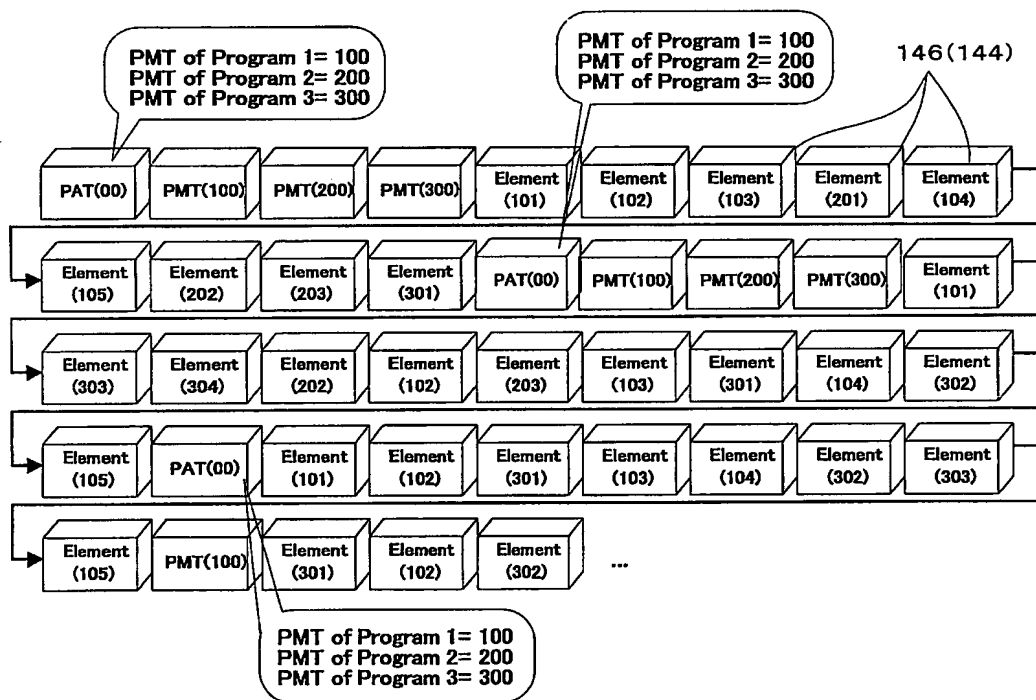 PMT of Program 1= 100
PMT of Program 2= 200
PMT of Program 3= 300
PMT of Program 1= 100
PMT of Program 2= 200
PMT of Program 3= 300
146(144)
PAT(00) PMT(100) PMT(200) PMT(300) Element (101) Element (102) Element (103) Element (201) Element (104)
Element (105) Element (202) Element (203) Element (301) PAT(00) PMT(100) PMT(200) PMT(300) Element (101)
Element (303) Element (304) Element (202) Element (102) Element (203) Element (103) Element (301) Element (104) Element (302)
Element (105) PAT(00) Element (101) Element (102) Element (301) Element (103) Element (104) Element (302) Element (303)
Element (105) PMT(100) Element (301) Element (102) Element (302) ...
PMT of Program 1= 100
PMT of Program 2= 200
PMT of Program 3= 300